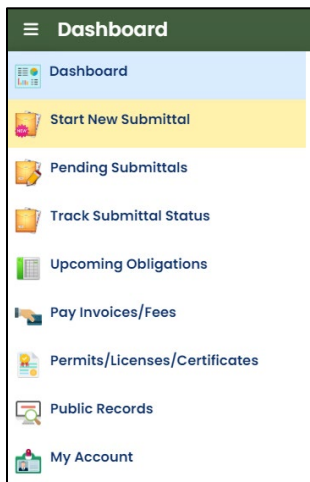 Dashboard
Dashboard
Start New Submittal
Pending Submittals
Track Submittal Status
Upcoming Obligations
Pay Invoices/Fees
Permits/Licenses/Certificates
Public Records
My Account